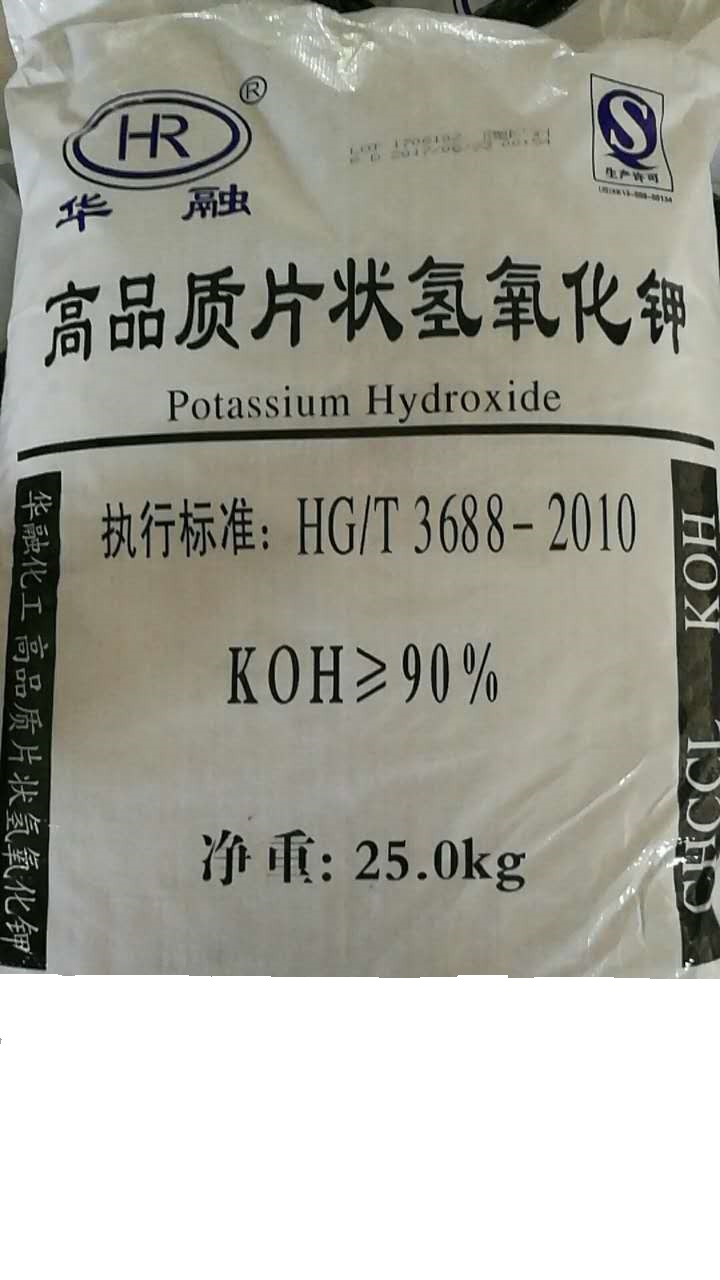 HR
®
华 融
生产许可
高品质片状氢氧化钾
Potassium Hydroxide
执行标准：HG/T 3688-2010
KOH≥90%
净重：25.0kg
华融化工 高品质片状氢氧化钾
KOH